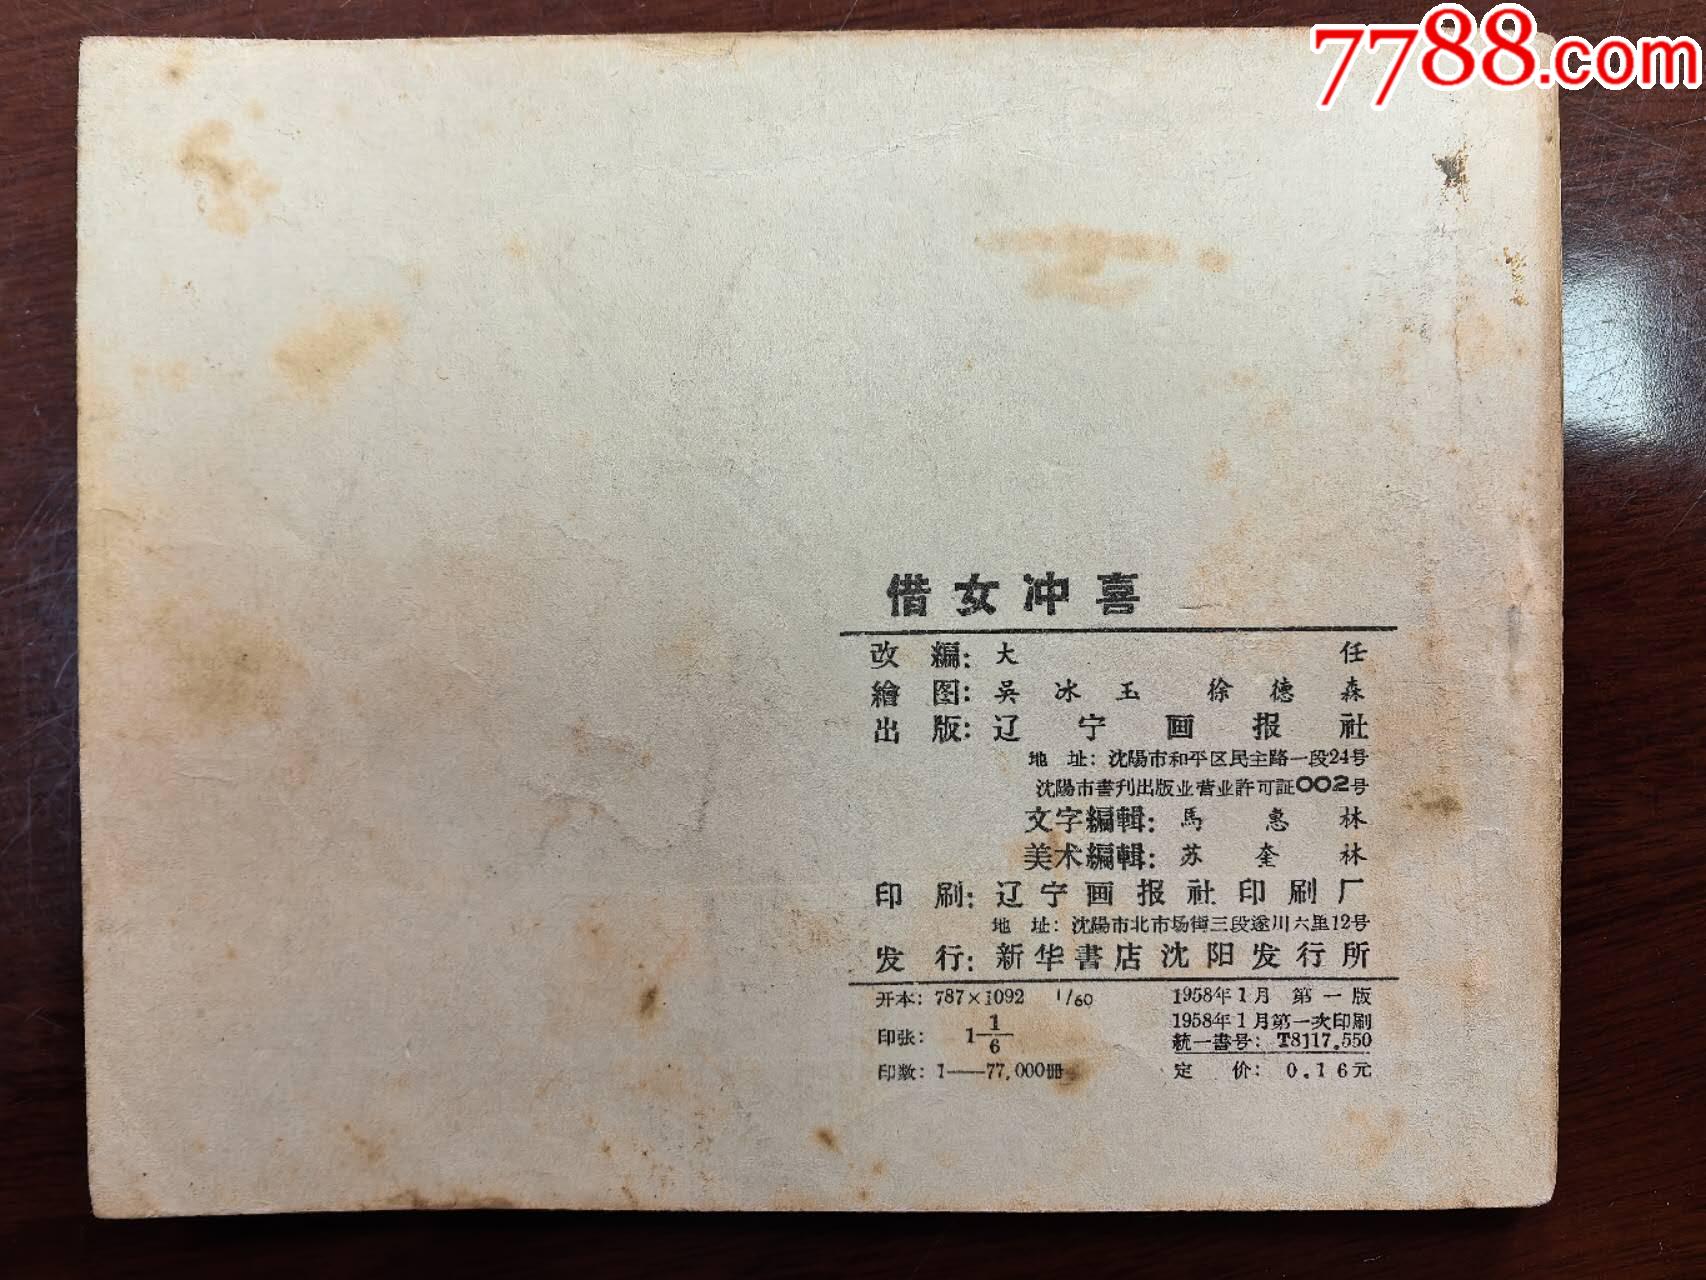 7788.com
借女冲喜
改編：大任
繪图：吳冰玉 徐德森
出版：辽宁画报社
地址：沈陽市和平区民主路一段24号
沈陽市書刊出版业营业許可証002号
文字編輯：馬惠林
美术編輯：苏奎林
印刷：辽宁画报社印刷厂
地址：沈陽市北市场街三段遂川六里12号
发行：新华書店沈阳发行所
开本：787×1092 1/60 1958年1月第一版
印张：1 1/6 1958年1月第一次印刷
統一書号：T8117.550
印数：1——77,000册 定价：0.16元